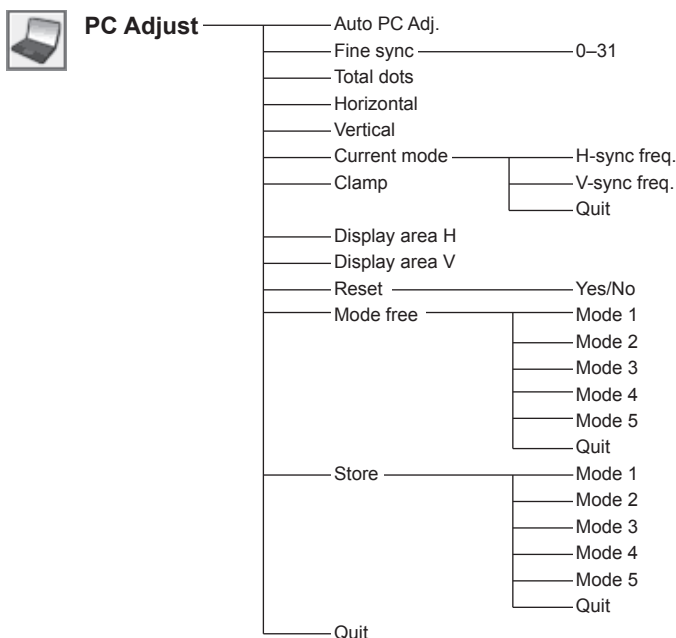 PC Adjust Auto PC Adj.
Fine sync 0–31
Total dots
Horizontal
Vertical
Current mode H-sync freq.
Clamp V-sync freq.
Quit
Display area H
Display area V
Reset Yes/No
Mode free Mode 1
Mode 2
Mode 3
Mode 4
Mode 5
Quit
Store Mode 1
Mode 2
Mode 3
Mode 4
Mode 5
Quit
Quit